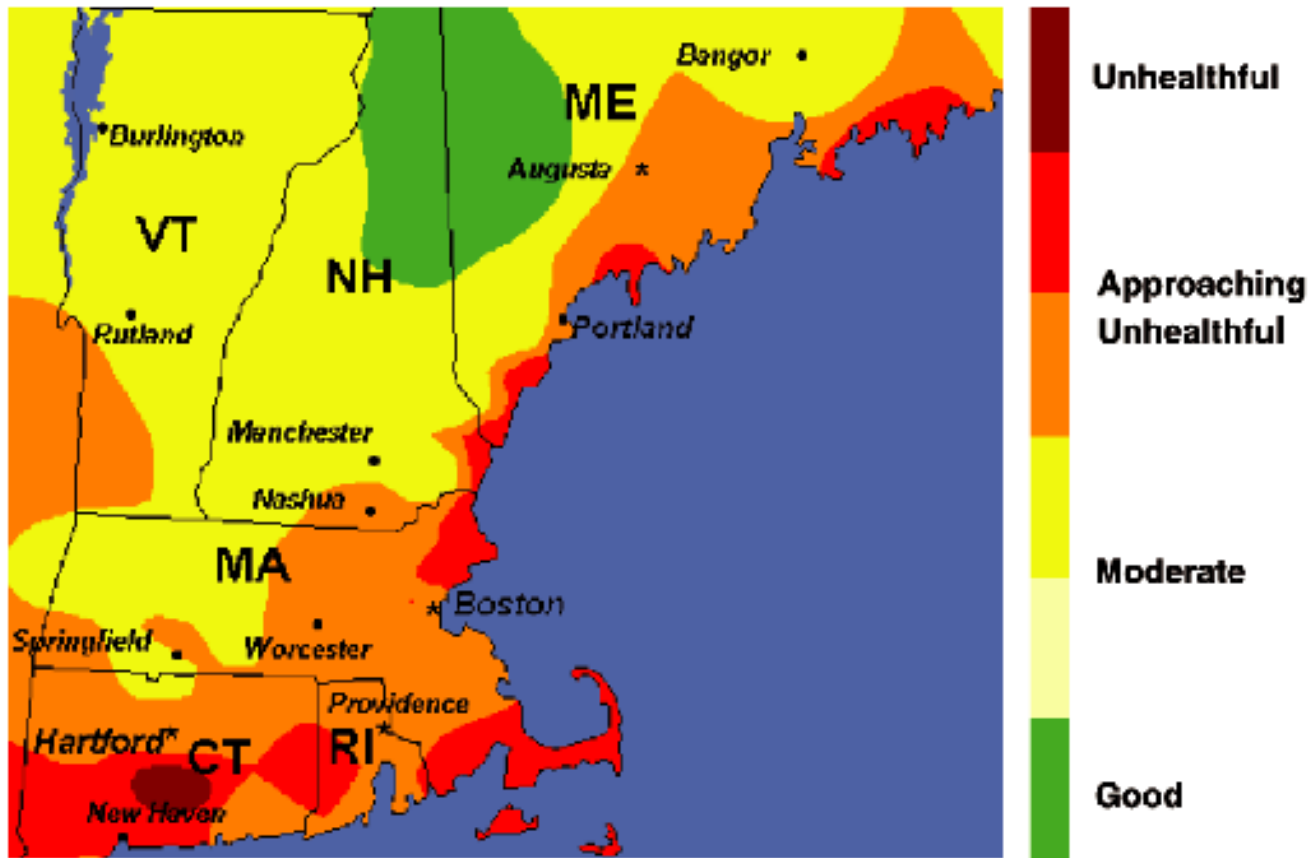 Bangor
ME
Burlington
Augusta *
VT
NH
Portland
Rutland
Manchester
Nashua
MA
* Boston
Springfield
Worcester
Providence
Hartford*
CT
RI*
New Haven
Unhealthful
Approaching
Unhealthful
Moderate
Good